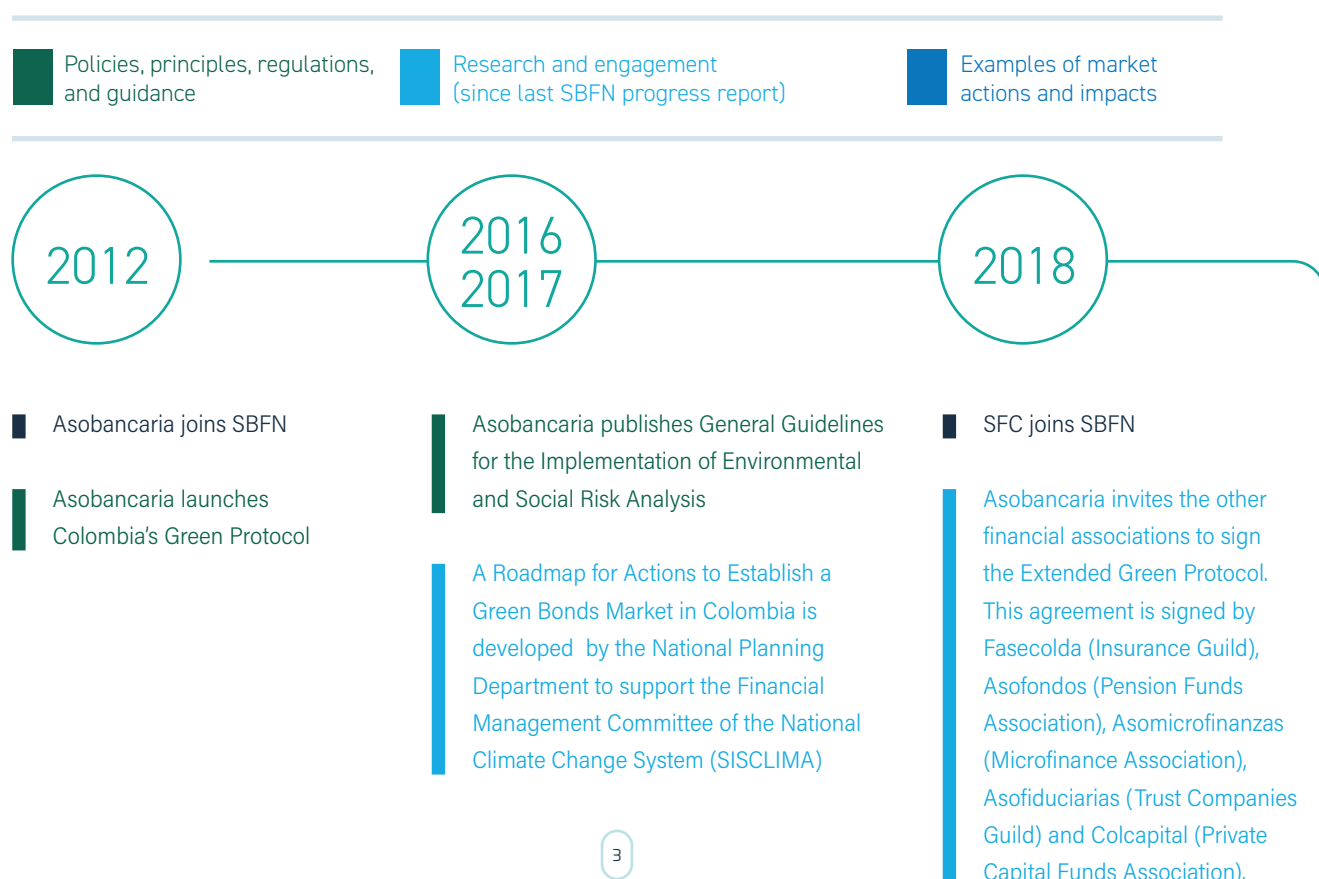 Policies, principles, regulations,
and guidance
Research and engagement
(since last SBFN progress report)
Examples of market
actions and impacts
2012
2016
2017
2018
Asobancaria joins SBFN
Asobancaria launches
Colombia's Green Protocol
Asobancaria publishes General Guidelines
for the Implementation of Environmental
and Social Risk Analysis
A Roadmap for Actions to Establish a
Green Bonds Market in Colombia is
developed by the National Planning
Department to support the Financial
Management Committee of the National
Climate Change System (SISCLIMA)
SFC joins SBFN
Asobancaria invites the other
financial associations to sign
the Extended Green Protocol.
This agreement is signed by
Fasecolda (Insurance Guild),
Asofondos (Pension Funds
Association), Asomicrofinanzas
(Microfinance Association),
Asofiduciarias (Trust Companies
Guild) and Colcapital (Private
Capital Funds Association).
3